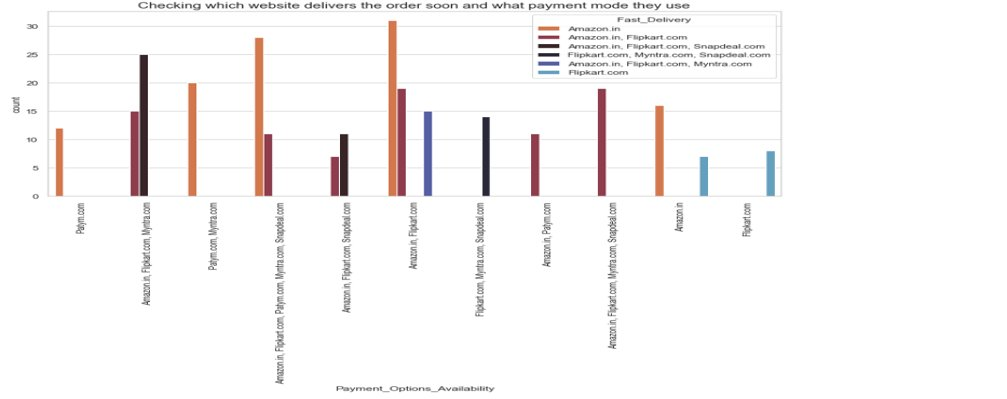 Checking which website delivers the order soon and what payment mode they use
Fast_Delivery
Amazon.in
Amazon.in, Flipkart.com
Amazon.in, Flipkart.com, Snapdeal.com
Flipkart.com, Myntra.com, Snapdeal.com
Amazon.in, Flipkart.com, Myntra.com
Flipkart.com
count
30
25
20
15
10
5
0
Patym.com
Amazon.in, Flipkart.com, Myntra.com
Patym.com, Myntra.com
Amazon.in, Flipkart.com, Patym.com, Myntra.com, Snapdeal.com
Amazon.in, Flipkart.com, Snapdeal.com
Amazon.in, Flipkart.com
Flipkart.com, Myntra.com, Snapdeal.com
Amazon.in, Patym.com
Amazon.in, Flipkart.com, Myntra.com, Snapdeal.com
Amazon.in
Flipkart.com
Payment_Options_Availability